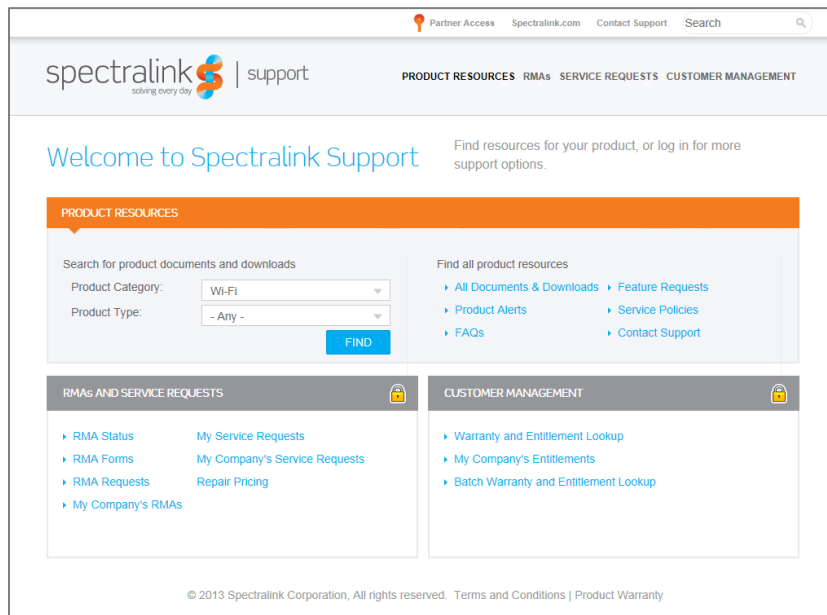 Partner Access Spectralink.com Contact Support Search
spectralink | support
solving every day
PRODUCT RESOURCES RMAs SERVICE REQUESTS CUSTOMER MANAGEMENT
Welcome to Spectralink Support
Find resources for your product, or log in for more
support options.
PRODUCT RESOURCES
Search for product documents and downloads
Product Category: Wi-Fi
Product Type: - Any -
FIND
Find all product resources
All Documents & Downloads Feature Requests
Product Alerts Service Policies
FAQs Contact Support
RMAs AND SERVICE REQUESTS
RMA Status My Service Requests
RMA Forms My Company's Service Requests
RMA Requests Repair Pricing
My Company's RMAs
CUSTOMER MANAGEMENT
Warranty and Entitlement Lookup
My Company's Entitlements
Batch Warranty and Entitlement Lookup
© 2013 Spectralink Corporation, All rights reserved. Terms and Conditions | Product Warranty